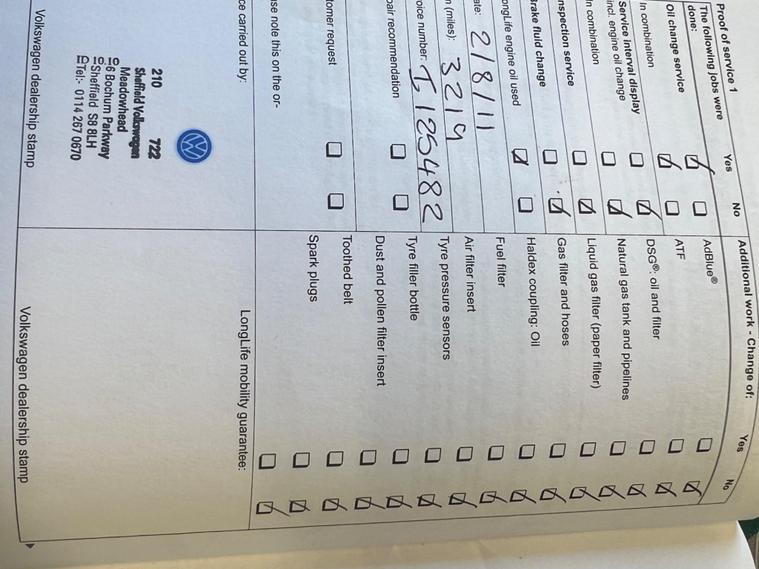 Proof of service 1
The following jobs were
done:
Yes
No
Oil change service
In combination
Service interval display
incl. engine oil change
In combination
nspection service
rake fluid change
ongLife engine oil used
ate: 2/8/11
n (miles): 3219
oice number: I, 125482
pair recommendation
tomer request
se note this on the or-
ce carried out by:
210 722
Sheffield Volkswagen
Meadowhead
6 Bochum Parkway
Sheffield S8 8LH
Tel:- 0114 267 0670
Volkswagen dealership stamp
Additional work - Change of:
Yes
No
AdBlue®
ATF
DSG®: oil and filter
Natural gas tank and pipelines
Liquid gas filter (paper filter)
Gas filter and hoses
Haldex coupling: Oil
Fuel filter
Air filter insert
Tyre pressure sensors
Tyre filler bottle
Dust and pollen filter insert
Toothed belt
Spark plugs
LongLife mobility guarantee:
Volkswagen dealership stamp